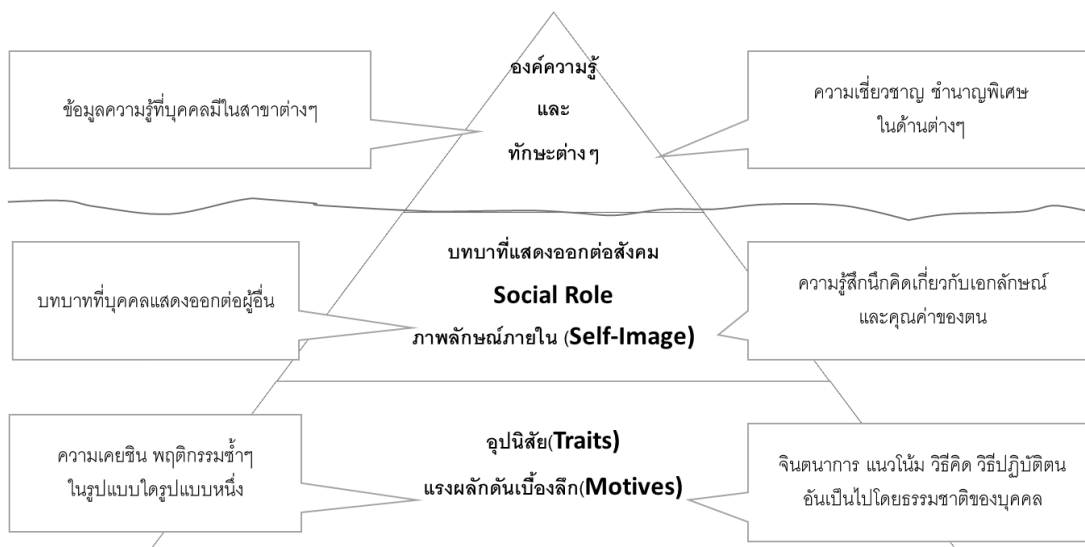 องค์ความรู้
และ
ทักษะต่างๆ
ข้อมูลความรู้ที่บุคคลมีในสาขาต่างๆ
ความเชี่ยวชาญ ชำนาญพิเศษ
ในด้านต่างๆ
บทบาที่แสดงออกต่อสังคม
Social Role
ภาพลักษณ์ภายใน (Self-Image)
บทบาทที่บุคคลแสดงออกต่อผู้อื่น
ความรู้สึกนึกคิดเกี่ยวกับเอกลักษณ์
และคุณค่าของตน
อุปนิสัย(Traits)
แรงผลักดันเบื้องลึก(Motives)
ความเคยชิน พฤติกรรมซ้ำๆ
ในรูปแบบใดรูปแบบหนึ่ง
จินตนาการ แนวโน้ม วิธีคิด วิธีปฏิบัติตน
อันเป็นไปโดยธรรมชาติของบุคคล